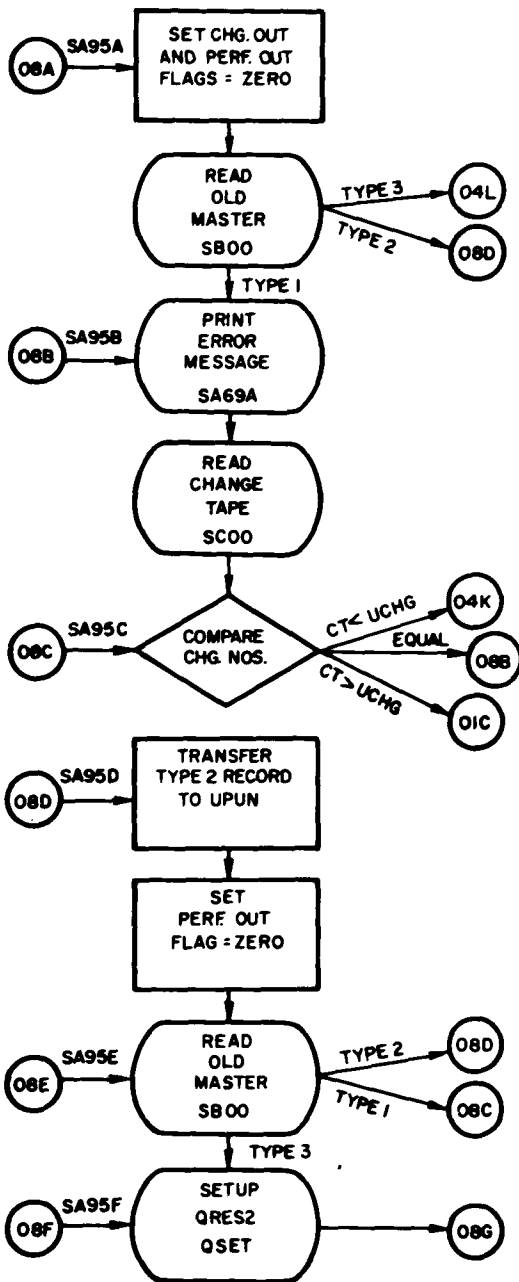 SA95A
08A
SET CHG. OUT
AND PERF. OUT
FLAGS = ZERO
READ
OLD
MASTER
SB00
TYPE 3
04L
TYPE 2
08D
TYPE 1
SA95B
08B
PRINT
ERROR
MESSAGE
SA69A
READ
CHANGE
TAPE
SC00
SA95C
08C
COMPARE
CHG. NOS.
CT< UCHG
04K
EQUAL
08B
CT> UCHG
01C
SA95D
08D
TRANSFER
TYPE 2 RECORD
TO UPUN
SET
PERF. OUT
FLAG = ZERO
SA95E
08E
READ
OLD
MASTER
SB00
TYPE 2
08D
TYPE 1
08C
TYPE 3
SA95F
08F
SETUP
QRES2
QSET
08G